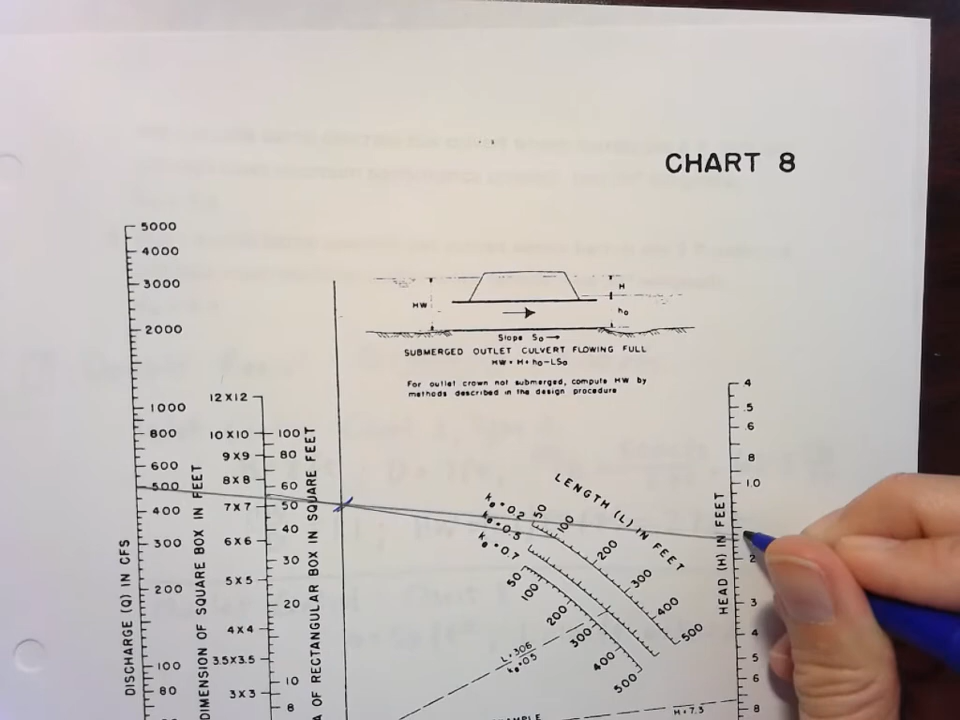 CHART 8
5000
4000
3000
2000
1000
800
600
500
400
300
200
100
80
DISCHARGE (Q) IN CFS
12X12
10X10
9X9
8X8
7X7
6X6
5X5
4X4
3.5X3.5
3X3
DIMENSION OF SQUARE BOX IN FEET
100
80
60
50
40
30
20
10
8
A OF RECTANGULAR BOX IN SQUARE FEET
HW
H
ho
Slope So
SUBMERGED OUTLET CULVERT FLOWING FULL
HW = H + ho - LSo
For outlet crown not submerged, compute HW by
methods described in the design procedure
LENGTH (L) IN FEET
ke=0.2
ke=0.5
ke=0.7
50
100
200
300
400
500
50
100
200
300
400
500
L=306
ke=0.5
EXAMPLE
H=7.3
.4
.5
.6
.8
1.0
2
3
4
5
6
8
HEAD (H) IN FEET